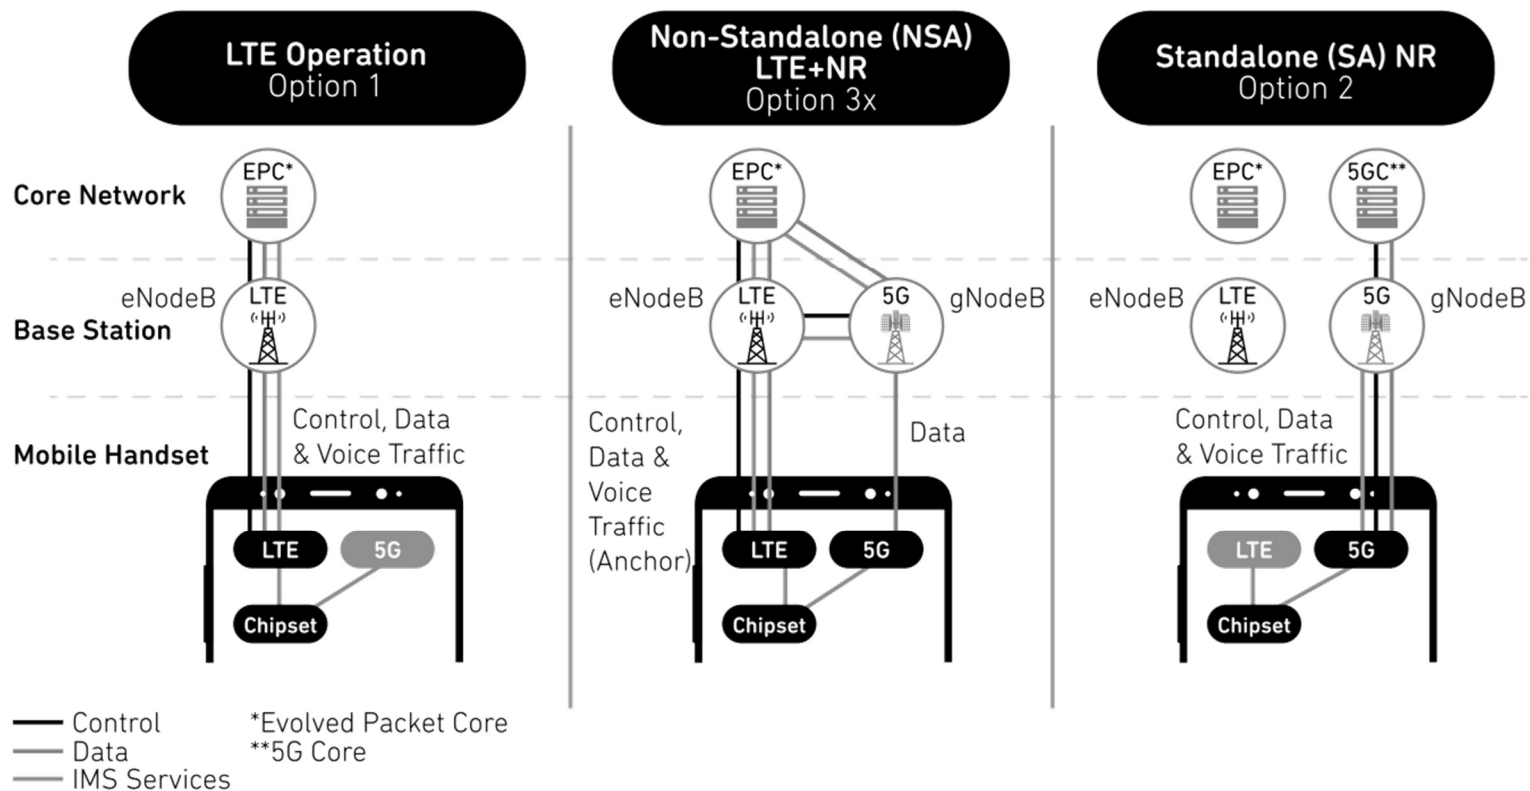 LTE Operation
Option 1
Non-Standalone (NSA)
LTE+NR
Option 3x
Standalone (SA) NR
Option 2
Core Network
EPC*
EPC*
EPC*
5GC**
Base Station
eNodeB
LTE
eNodeB
LTE
5G
gNodeB
eNodeB
LTE
5G
gNodeB
Mobile Handset
Control, Data
& Voice Traffic
LTE
5G
Chipset
Control,
Data &
Voice
Traffic
(Anchor)
Data
LTE
5G
Chipset
Control, Data
& Voice Traffic
LTE
5G
Chipset
Control
Data
IMS Services
*Evolved Packet Core
**5G Core